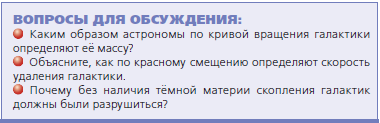 ВОПРОСЫ ДЛЯ ОБСУЖДЕНИЯ:
Каким образом астрономы по кривой вращения галактики
определяют её массу?
Объясните, как по красному смещению определяют скорость
удаления галактики.
Почему без наличия тёмной материи скопления галактик
должны были разрушиться?